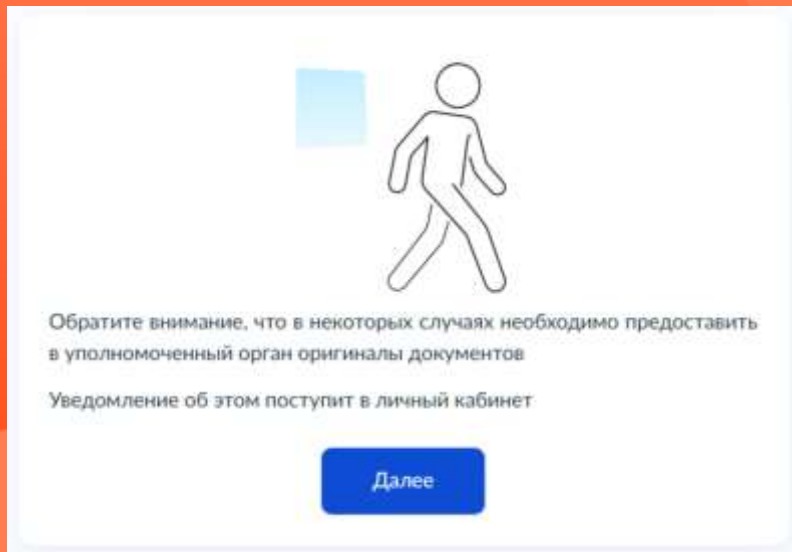 Обратите внимание, что в некоторых случаях необходимо предоставить
в уполномоченный орган оригиналы документов
Уведомление об этом поступит в личный кабинет
Далее